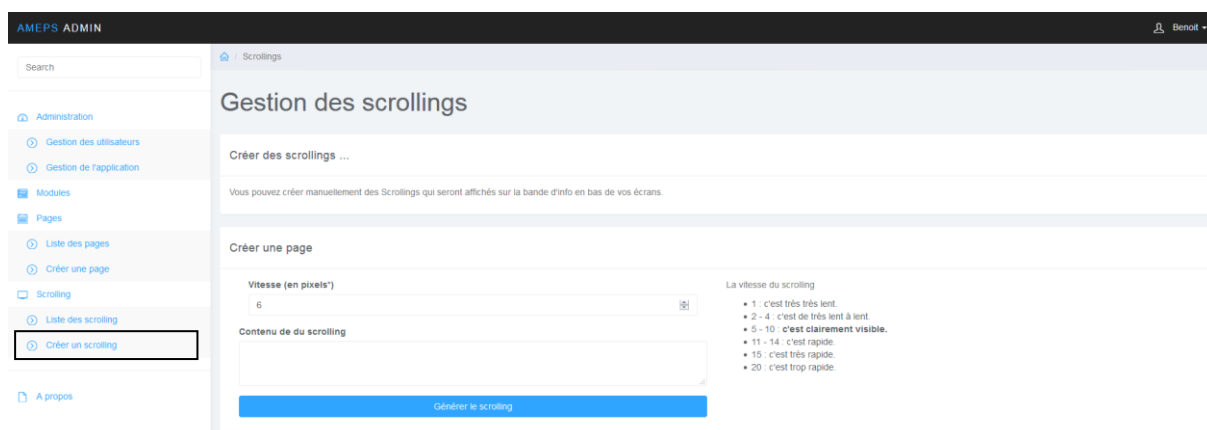 AMEPS ADMIN
Benoit
Search
/ Scrollings
Administration
Gestion des utilisateurs
Gestion de l'application
Modules
Pages
Liste des pages
Créer une page
Scrolling
Liste des scrolling
Créer un scrolling
A propos
Gestion des scrollings
Créer des scrollings ...
Vous pouvez créer manuellement des Scrollings qui seront affichés sur la bande d'info en bas de vos écrans.
Créer une page
Vitesse (en pixels*)
6
Contenu de du scrolling
Générer le scrolling
La vitesse du scrolling
• 1 : c'est très très lent.
• 2 - 4 : c'est de très lent à lent.
• 5 - 10 : c'est clairement visible.
• 11 - 14 : c'est rapide.
• 15 : c'est très rapide.
• 20 : c'est trop rapide.